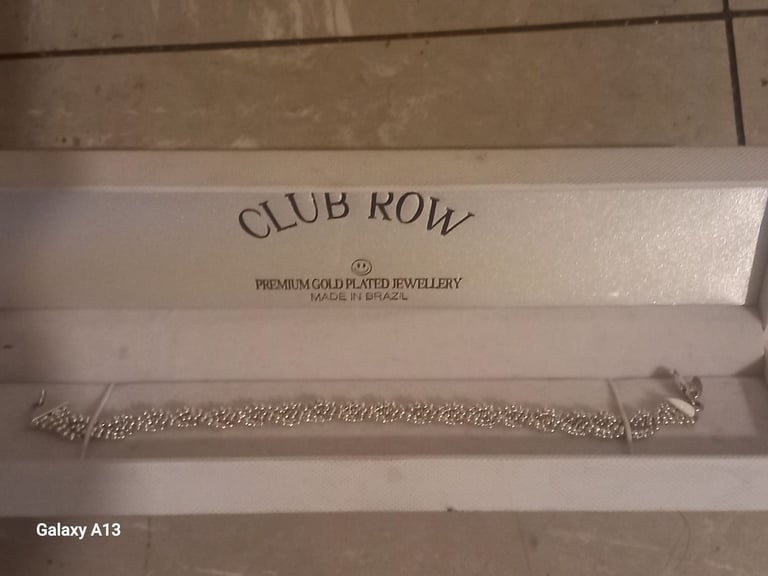 CLUB ROW
PREMIUM GOLD PLATED JEWELLERY
MADE IN BRAZIL
Galaxy A13